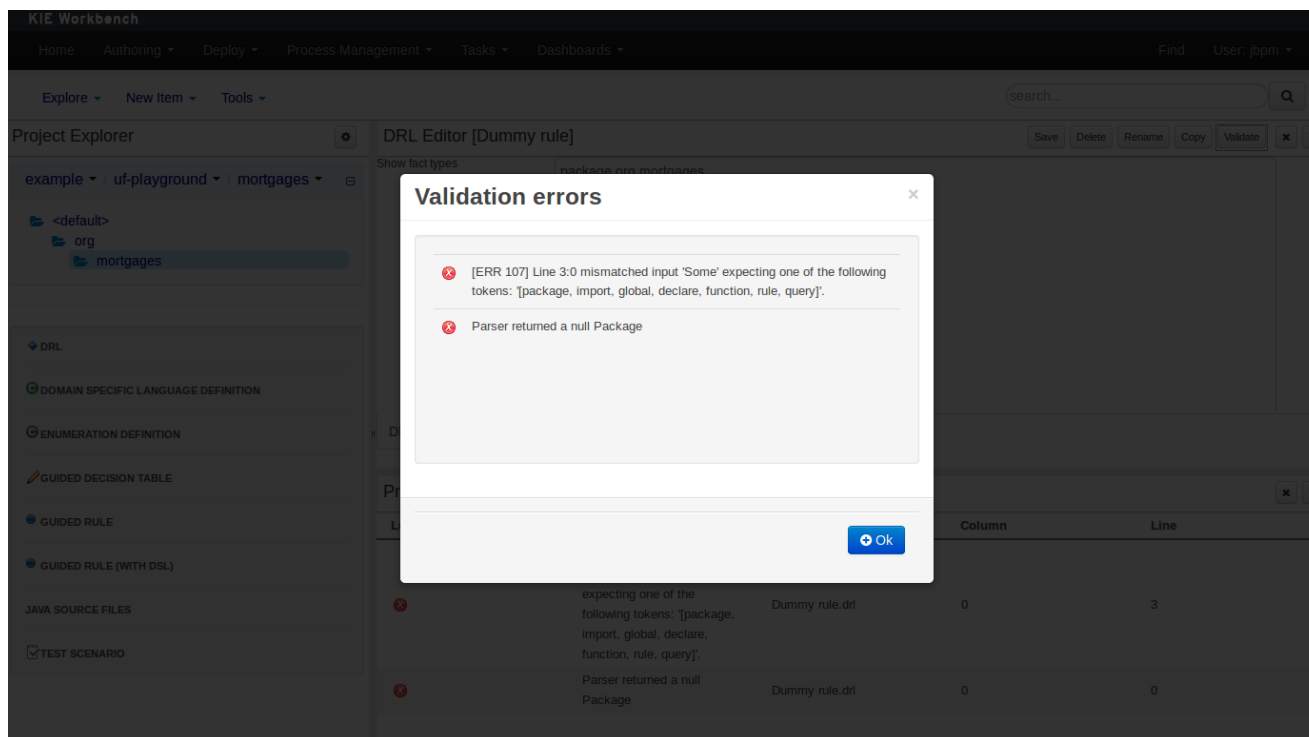 KIE Workbench
Home Authoring Deploy Process Management Tasks Dashboards Find User: jbpm
Explore New Item Tools search...
Project Explorer
DRL Editor [Dummy rule] Save Delete Rename Copy Validate
Show fact types
package org.mortgages
example / uf-playground / mortgages
<default>
org
mortgages
Validation errors
[ERR 107] Line 3:0 mismatched input 'Some' expecting one of the following
tokens: '[package, import, global, declare, function, rule, query]'.
Parser returned a null Package
Ok
DRL
DOMAIN SPECIFIC LANGUAGE DEFINITION
ENUMERATION DEFINITION
GUIDED DECISION TABLE
GUIDED RULE
GUIDED RULE (WITH DSL)
JAVA SOURCE FILES
TEST SCENARIO
Column Line
expecting one of the
following tokens: '[package,
import, global, declare,
function, rule, query]'.
Dummy rule.drl 0 3
Parser returned a null
Package
Dummy rule.drl 0 0